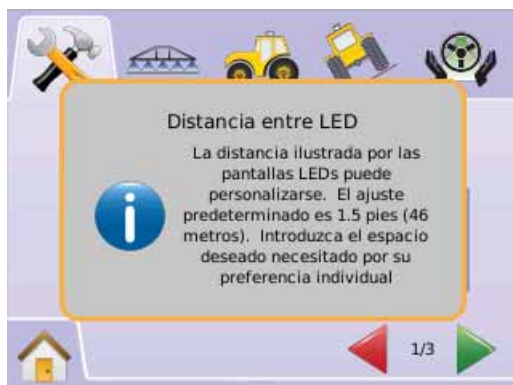 Distancia entre LED
La distancia ilustrada por las
pantallas LEDs puede
personalizarse. El ajuste
predeterminado es 1.5 pies (46
metros). Introduzca el espacio
deseado necesitado por su
preferencia individual
1/3